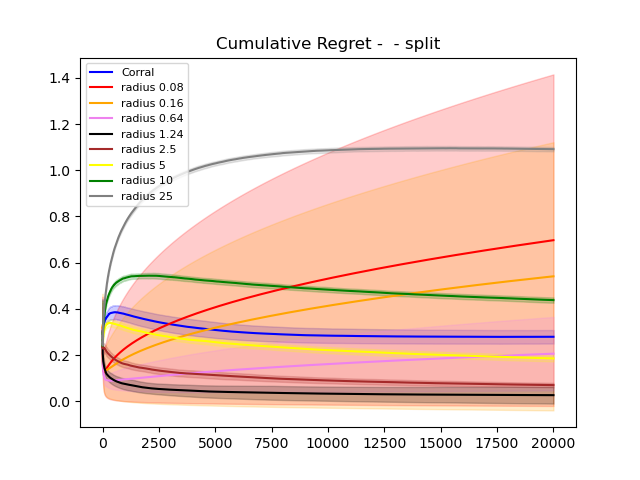 Cumulative Regret -  - split
1.4
1.2
1.0
0.8
0.6
0.4
0.2
0.0
Corral
radius 0.08
radius 0.16
radius 0.64
radius 1.24
radius 2.5
radius 5
radius 10
radius 25
0 2500 5000 7500 10000 12500 15000 17500 20000